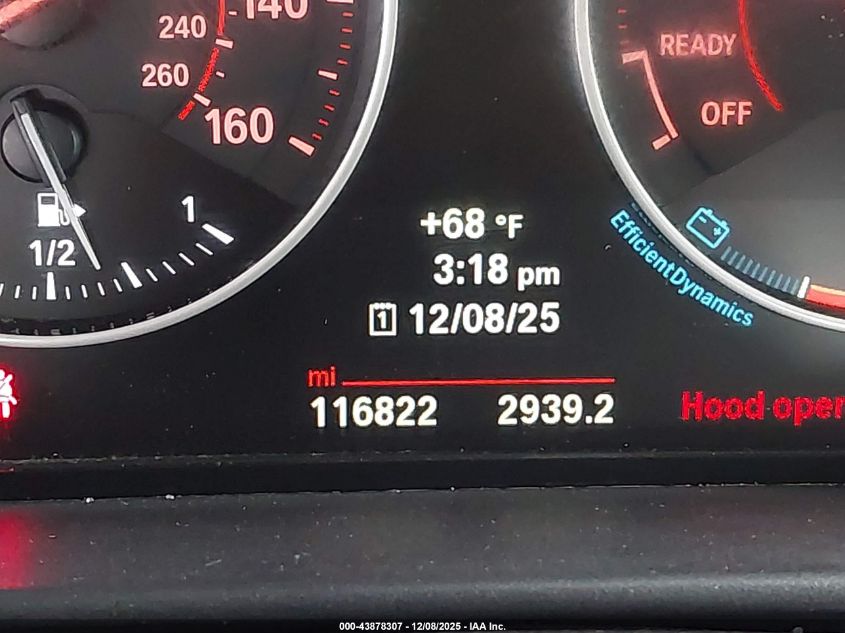 140
240
260
160
READY
OFF
1/2
1
+68 °F
3:18 pm
1 12/08/25
EfficientDynamics
- +
mi
116822 2939.2
Hood open
000-43878307 - 12/08/2025 - IAA Inc.